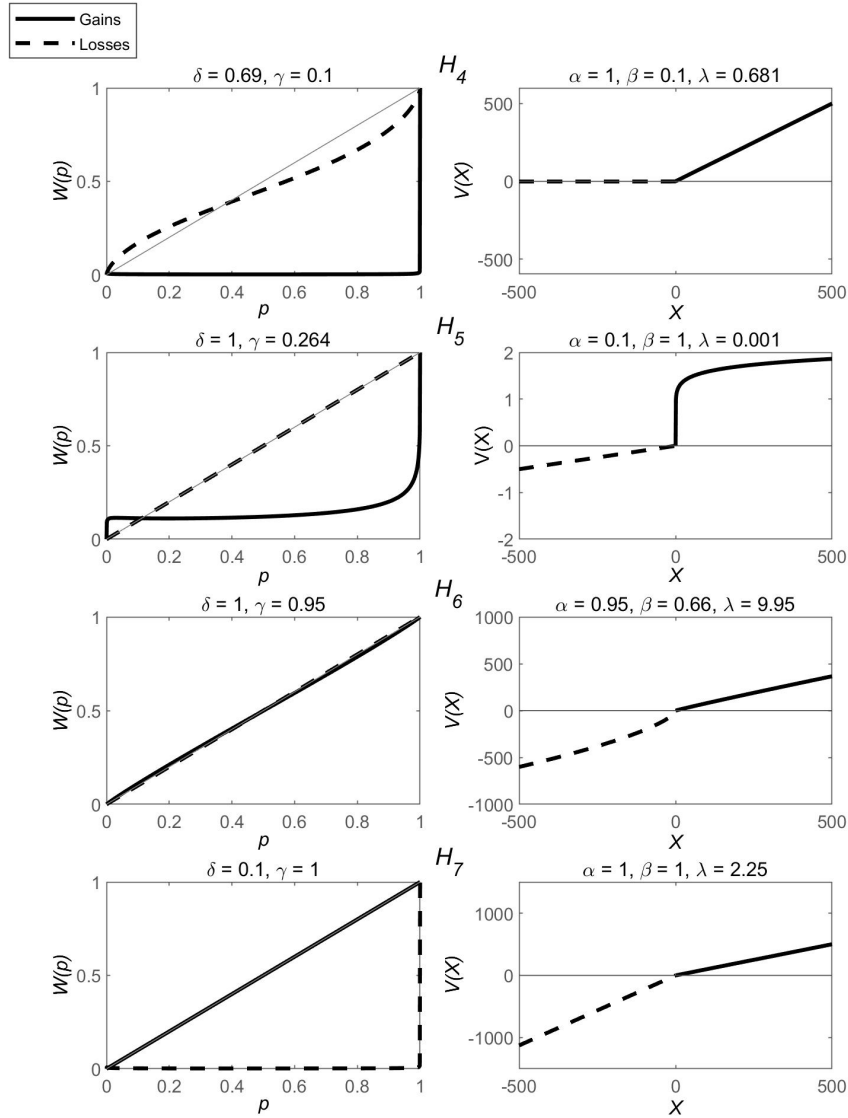 Gains
Losses
H4
δ = 0.69, γ = 0.1
α = 1, β = 0.1, λ = 0.681
1
0.5
0
W(p)
0 0.2 0.4 0.6 0.8 1
p
500
0
-500
V(X)
-500 0 500
X
H5
δ = 1, γ = 0.264
α = 0.1, β = 1, λ = 0.001
1
0.5
0
W(p)
0 0.2 0.4 0.6 0.8 1
p
2
1
0
-1
-2
V(X)
-500 0 500
X
H6
δ = 1, γ = 0.95
α = 0.95, β = 0.66, λ = 9.95
1
0.5
0
W(p)
0 0.2 0.4 0.6 0.8 1
p
1000
500
0
-500
-1000
V(X)
-500 0 500
X
H7
δ = 0.1, γ = 1
α = 1, β = 1, λ = 2.25
1
0.5
0
W(p)
0 0.2 0.4 0.6 0.8 1
p
1000
0
-1000
V(X)
-500 0 500
X